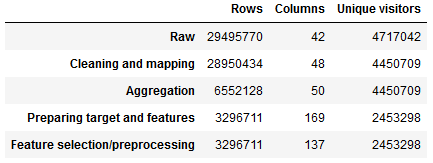 Rows Columns Unique visitors
Raw 29495770 42 4717042
Cleaning and mapping 28950434 48 4450709
Aggregation 6552128 50 4450709
Preparing target and features 3296711 169 2453298
Feature selection/preprocessing 3296711 137 2453298